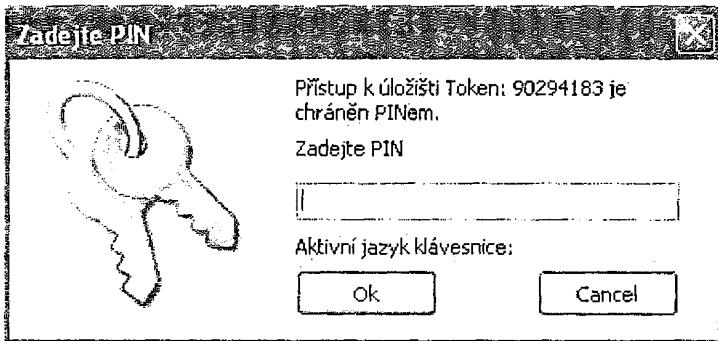 Zadejte PIN
Přístup k úložišti Token: 90294183 je
chráněn PINem.
Zadejte PIN
Aktivní jazyk klávesnice:
Ok
Cancel